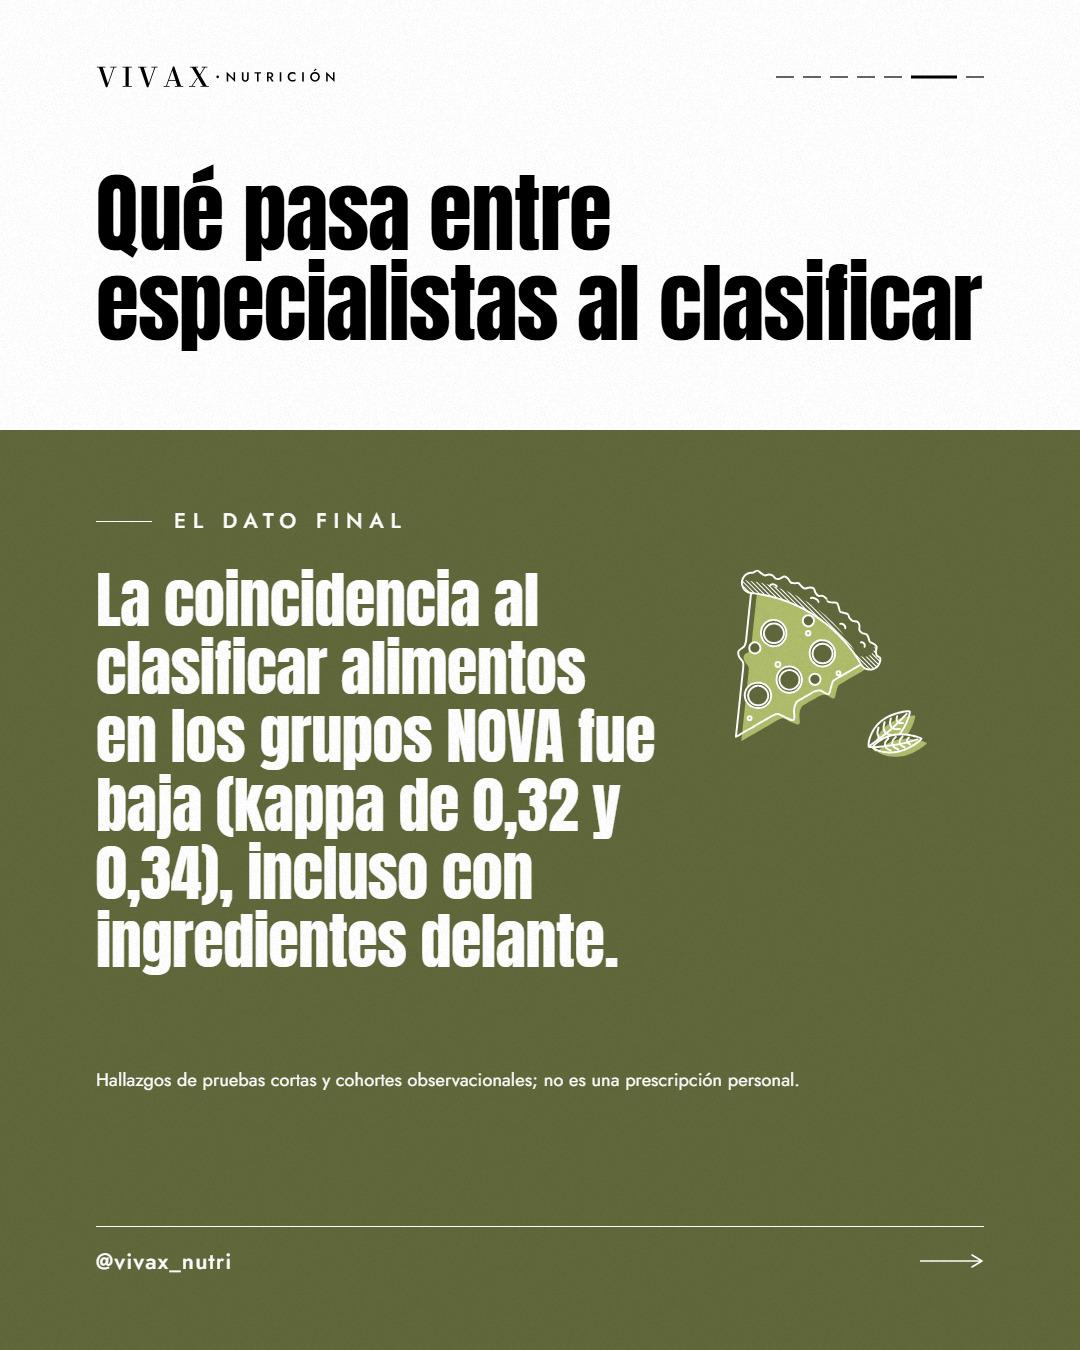 VIVAX·NUTRICIÓN
Qué pasa entre
especialistas al clasificar
EL DATO FINAL
La coincidencia al
clasificar alimentos
en los grupos NOVA fue
baja (kappa de 0,32 y
0,34), incluso con
ingredientes delante.
Hallazgos de pruebas cortas y cohortes observacionales; no es una prescripción personal.
@vivax_nutri